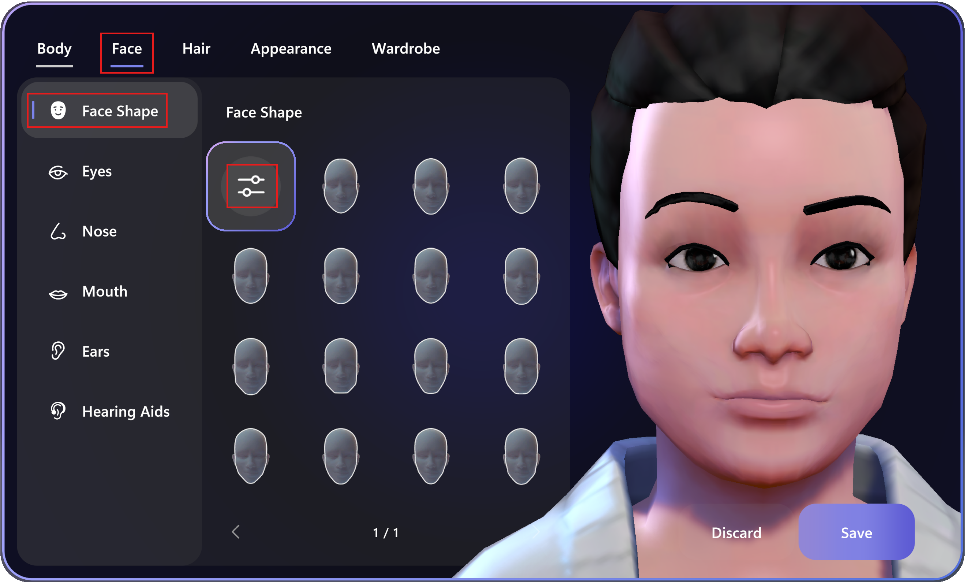 Body Face Hair Appearance Wardrobe
Face Shape
Eyes
Nose
Mouth
Ears
Hearing Aids
Face Shape
1 / 1
Discard Save